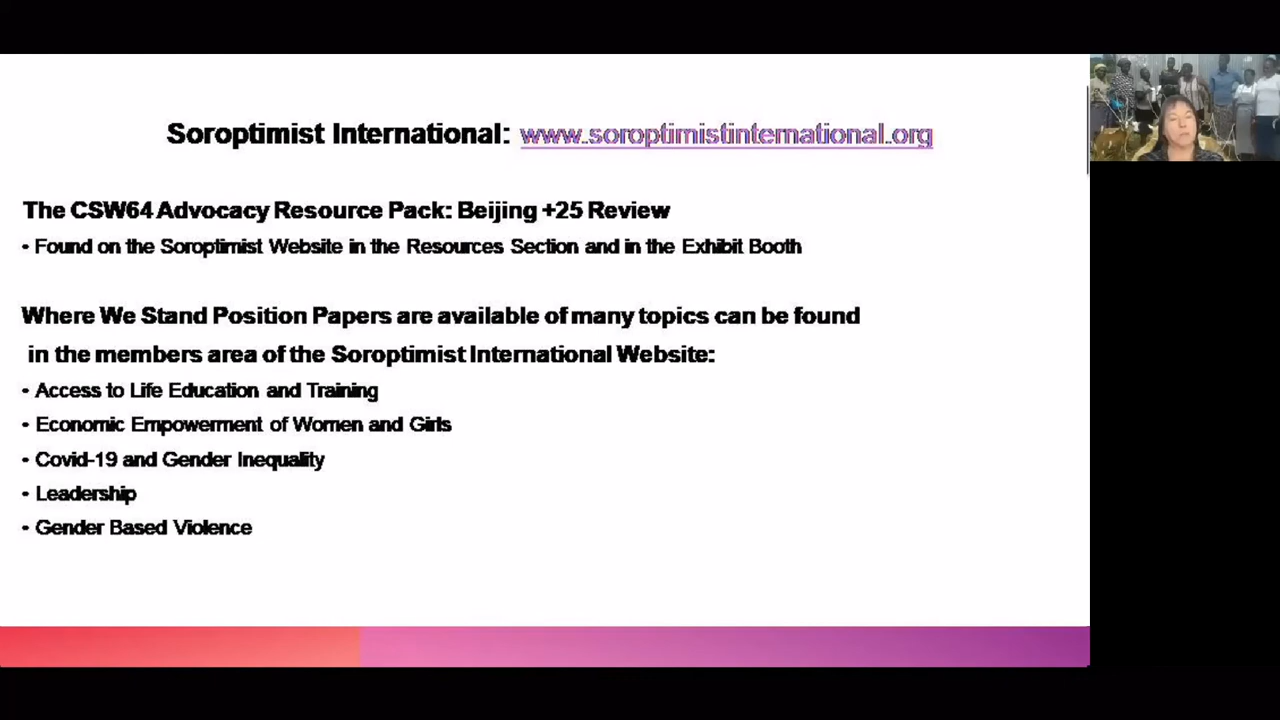 Soroptimist International: www.soroptimistinternational.org
The CSW64 Advocacy Resource Pack: Beijing +25 Review
• Found on the Soroptimist Website in the Resources Section and in the Exhibit Booth
Where We Stand Position Papers are available of many topics can be found
in the members area of the Soroptimist International Website:
• Access to Life Education and Training
• Economic Empowerment of Women and Girls
• Covid-19 and Gender Inequality
• Leadership
• Gender Based Violence